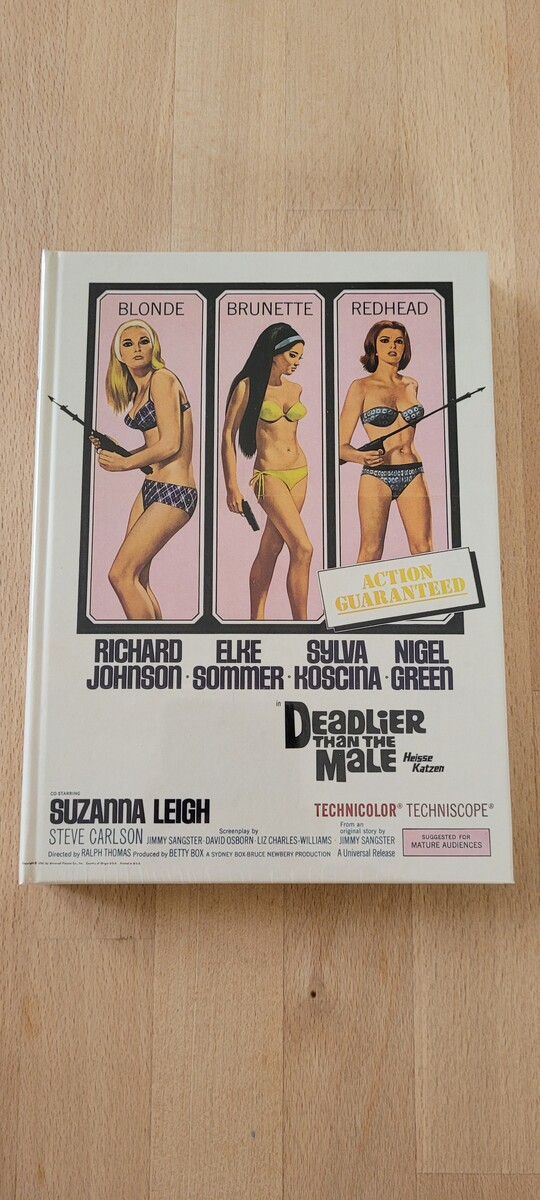 BLONDE
BRUNETTE
REDHEAD
ACTION
GUARANTEED
RICHARD JOHNSON · ELKE SOMMER · SYLVA KOSCINA · NIGEL GREEN
in
DEADLIER
THAN THE
MALE
Heisse
Katzen
CO-STARRING
SUZANNA LEIGH
TECHNICOLOR® TECHNISCOPE®
STEVE CARLSON
Screenplay by
JIMMY SANGSTER · DAVID OSBORN · LIZ CHARLES-WILLIAMS ·
From an
original story by
JIMMY SANGSTER
SUGGESTED FOR
MATURE AUDIENCES
Directed by RALPH THOMAS Produced by BETTY BOX A SYDNEY BOX-BRUCE NEWBERY PRODUCTION A Universal Release